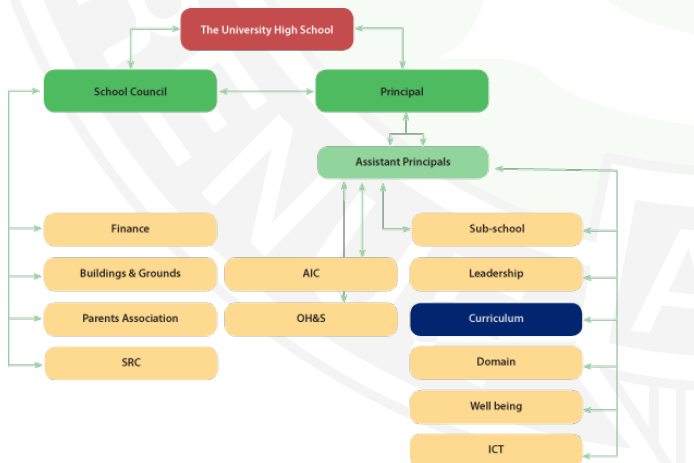 The University High School
School Council
Principal
Assistant Principals
Finance
Sub-school
Buildings & Grounds
AIC
Leadership
Parents Association
OH&S
Curriculum
SRC
Domain
Well being
ICT